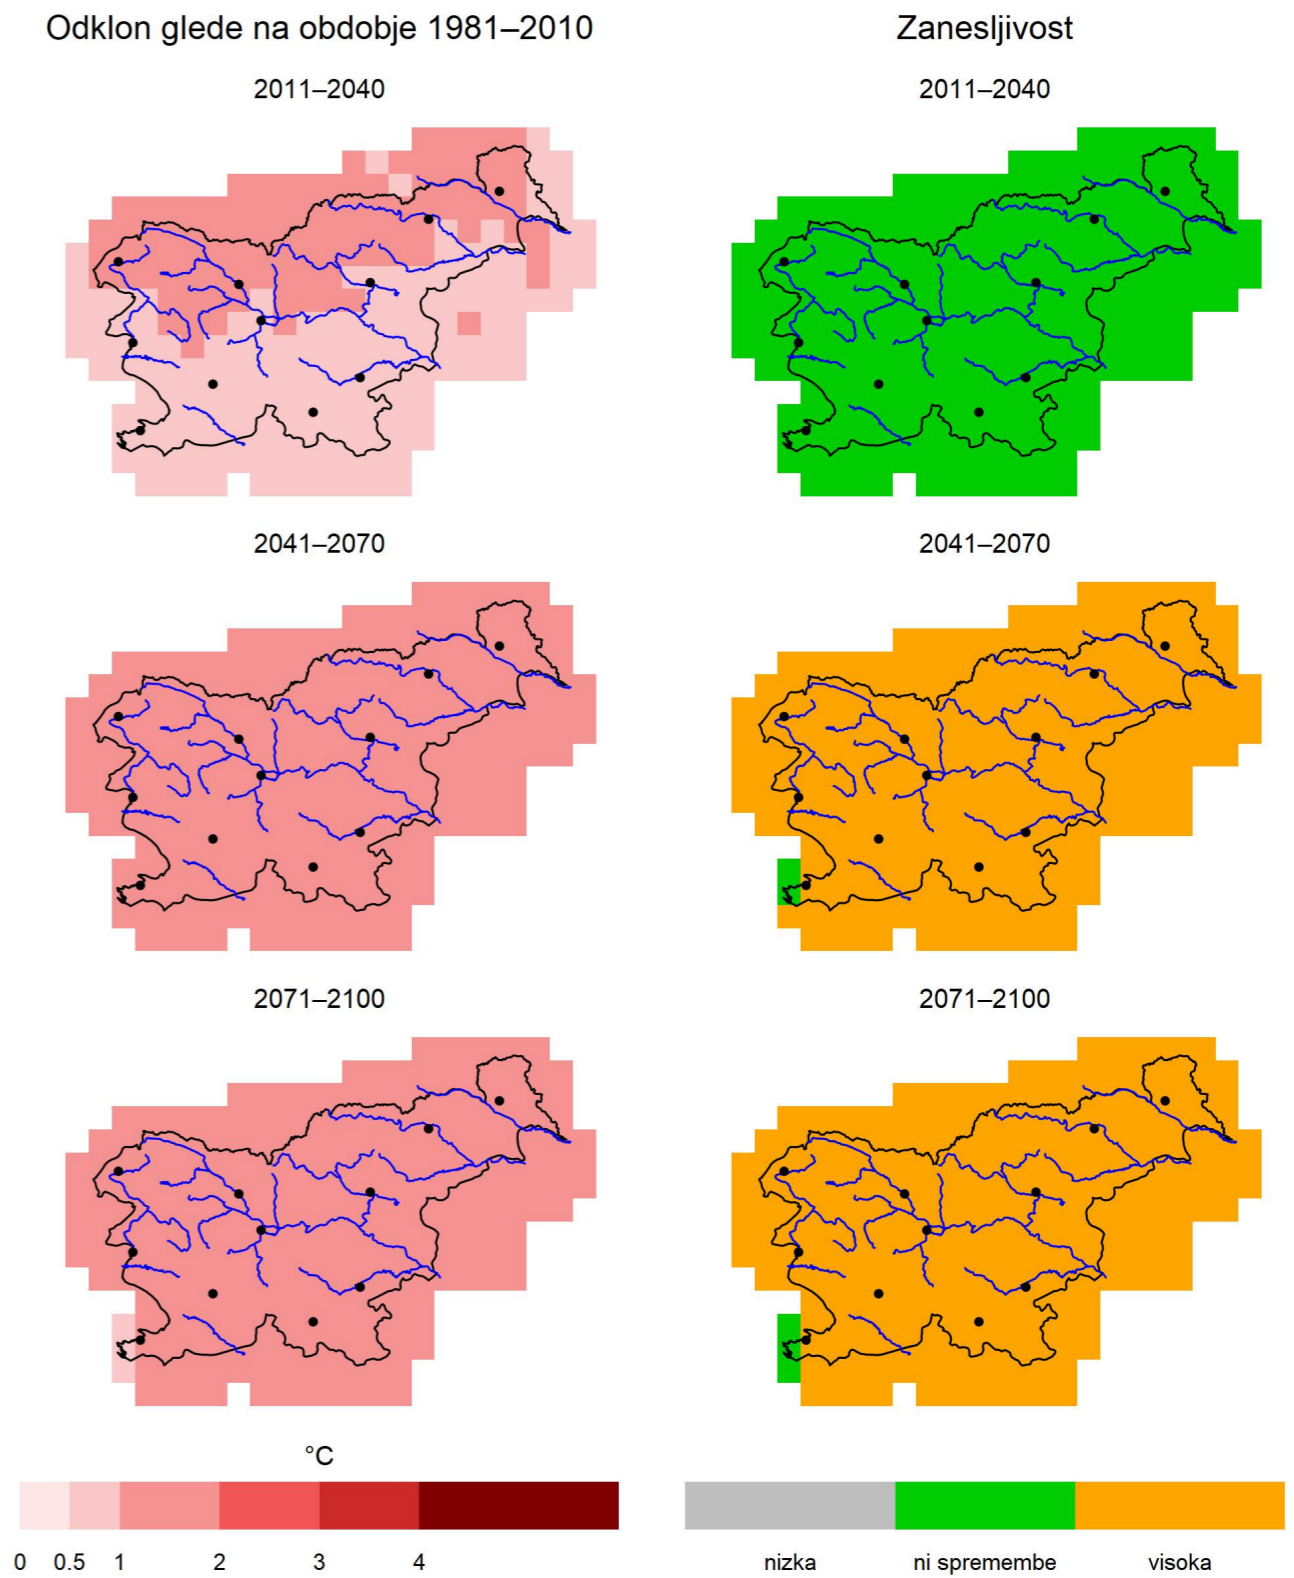 Odklon glede na obdobje 1981–2010
Zanesljivost
2011–2040
2011–2040
2041–2070
2041–2070
2071–2100
2071–2100
°C
0 0.5 1 2 3 4
nizka ni spremembe visoka